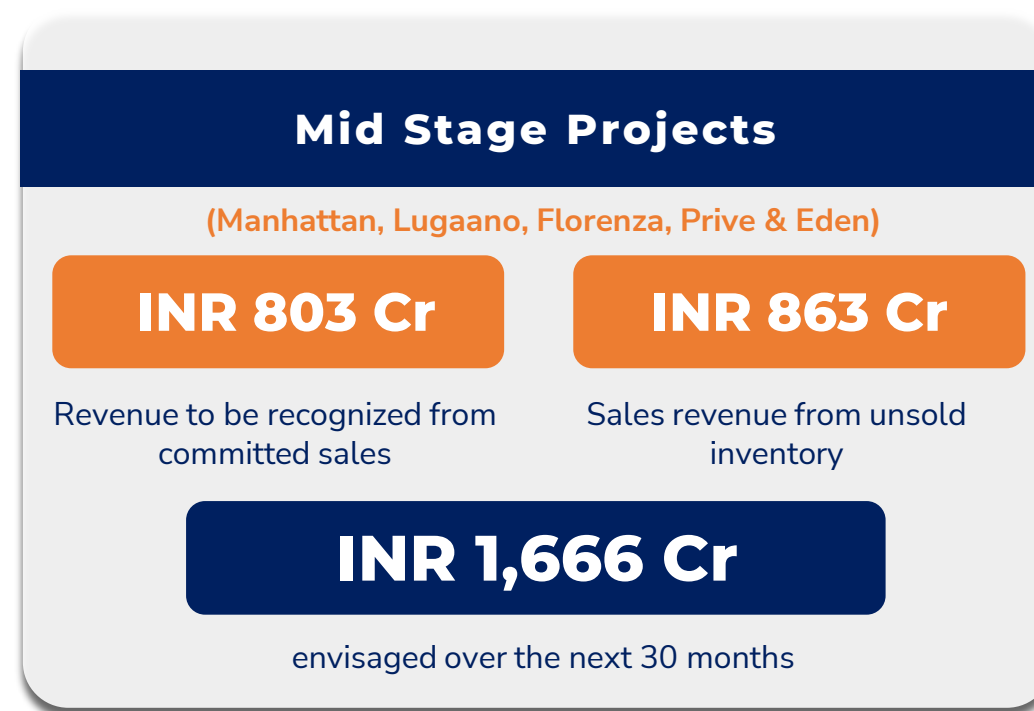 Mid Stage Projects
(Manhattan, Lugaano, Florenza, Prive & Eden)
INR 803 Cr
INR 863 Cr
Revenue to be recognized from
committed sales
Sales revenue from unsold
inventory
INR 1,666 Cr
envisaged over the next 30 months